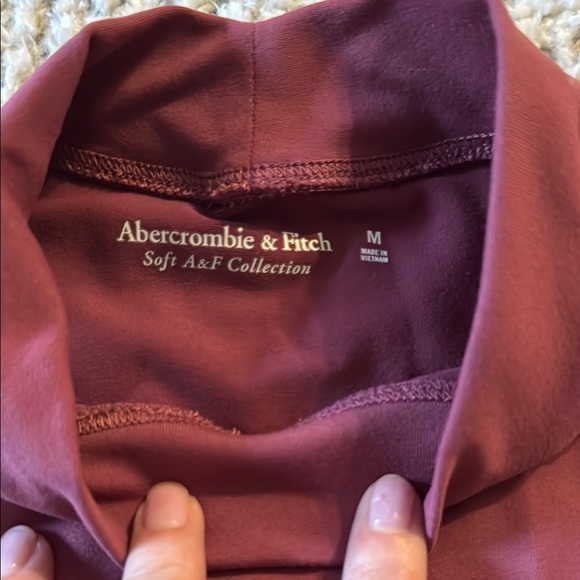 Abercrombie & Fitch
Soft A&F Collection
M
MADE IN
VIETNAM